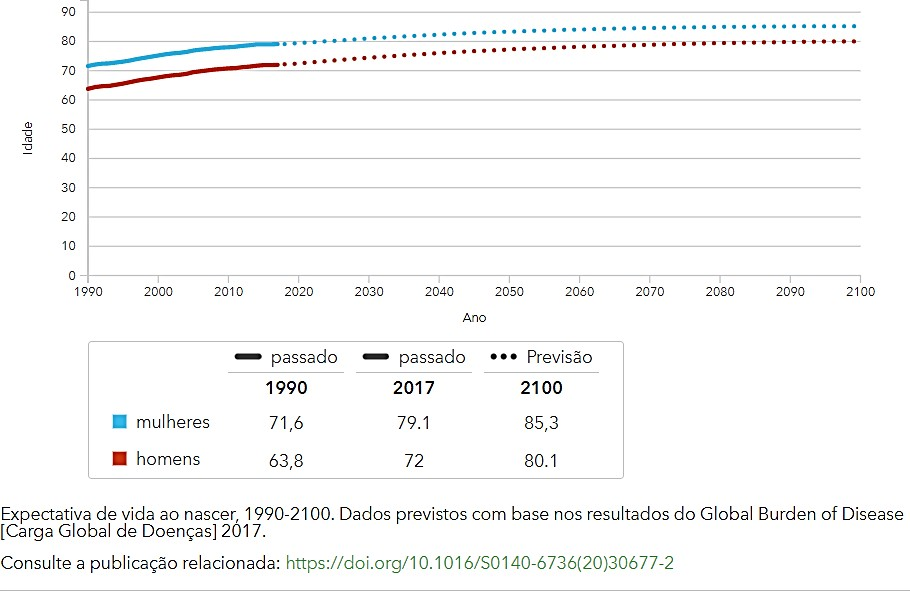 90
80
70
60
50
40
30
20
10
0
Idade
1990 2000 2010 2020 2030 2040 2050 2060 2070 2080 2090 2100
Ano
passado passado Previsão
1990 2017 2100
mulheres 71,6 79.1 85,3
homens 63,8 72 80.1
Expectativa de vida ao nascer, 1990-2100. Dados previstos com base nos resultados do Global Burden of Disease
[Carga Global de Doenças] 2017.
Consulte a publicação relacionada: https://doi.org/10.1016/S0140-6736(20)30677-2